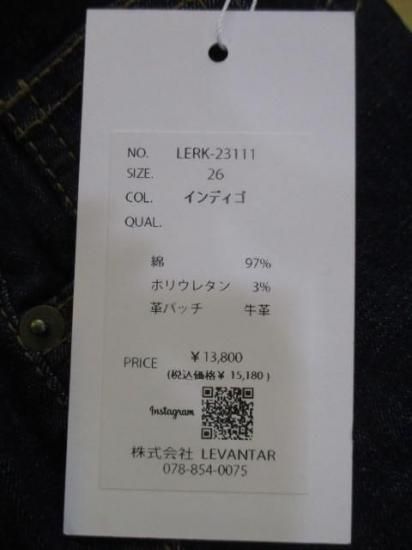 NO. LERK-23111
SIZE. 26
COL. インディゴ
QUAL.
綿 97%
ポリウレタン 3%
革パッチ 牛革
PRICE ¥13,800
(税込価格¥ 15,180)
Instagram
株式会社 LEVANTAR
078-854-0075